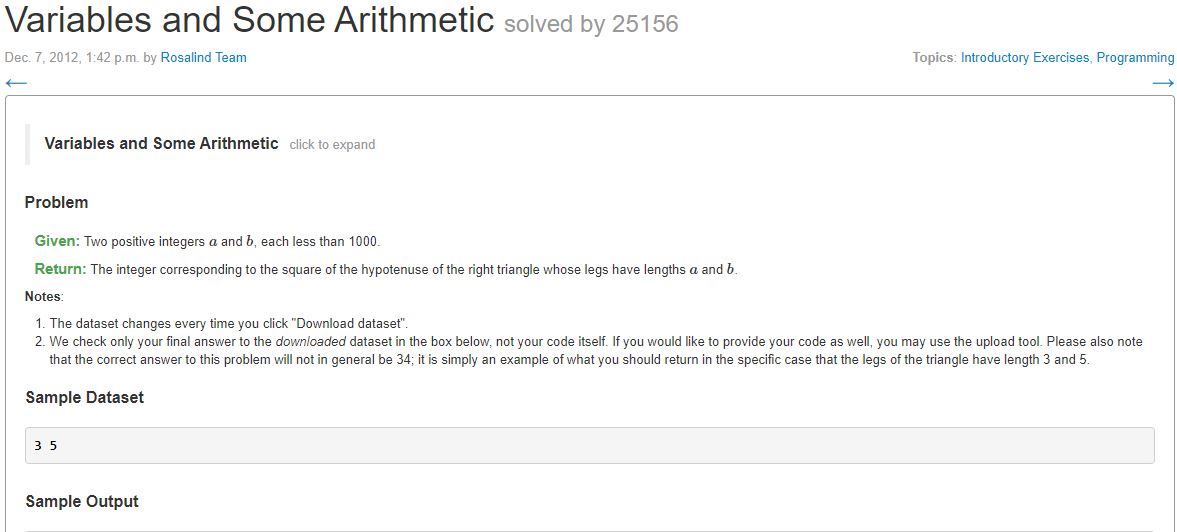 Variables and Some Arithmetic solved by 25156
Dec. 7, 2012, 1:42 p.m. by Rosalind Team
Topics: Introductory Exercises, Programming
←
→
Variables and Some Arithmetic click to expand
Problem
Given: Two positive integers a and b, each less than 1000.
Return: The integer corresponding to the square of the hypotenuse of the right triangle whose legs have lengths a and b.
Notes:
1. The dataset changes every time you click "Download dataset".
2. We check only your final answer to the downloaded dataset in the box below, not your code itself. If you would like to provide your code as well, you may use the upload tool. Please also note
that the correct answer to this problem will not in general be 34; it is simply an example of what you should return in the specific case that the legs of the triangle have length 3 and 5.
Sample Dataset
3 5
Sample Output